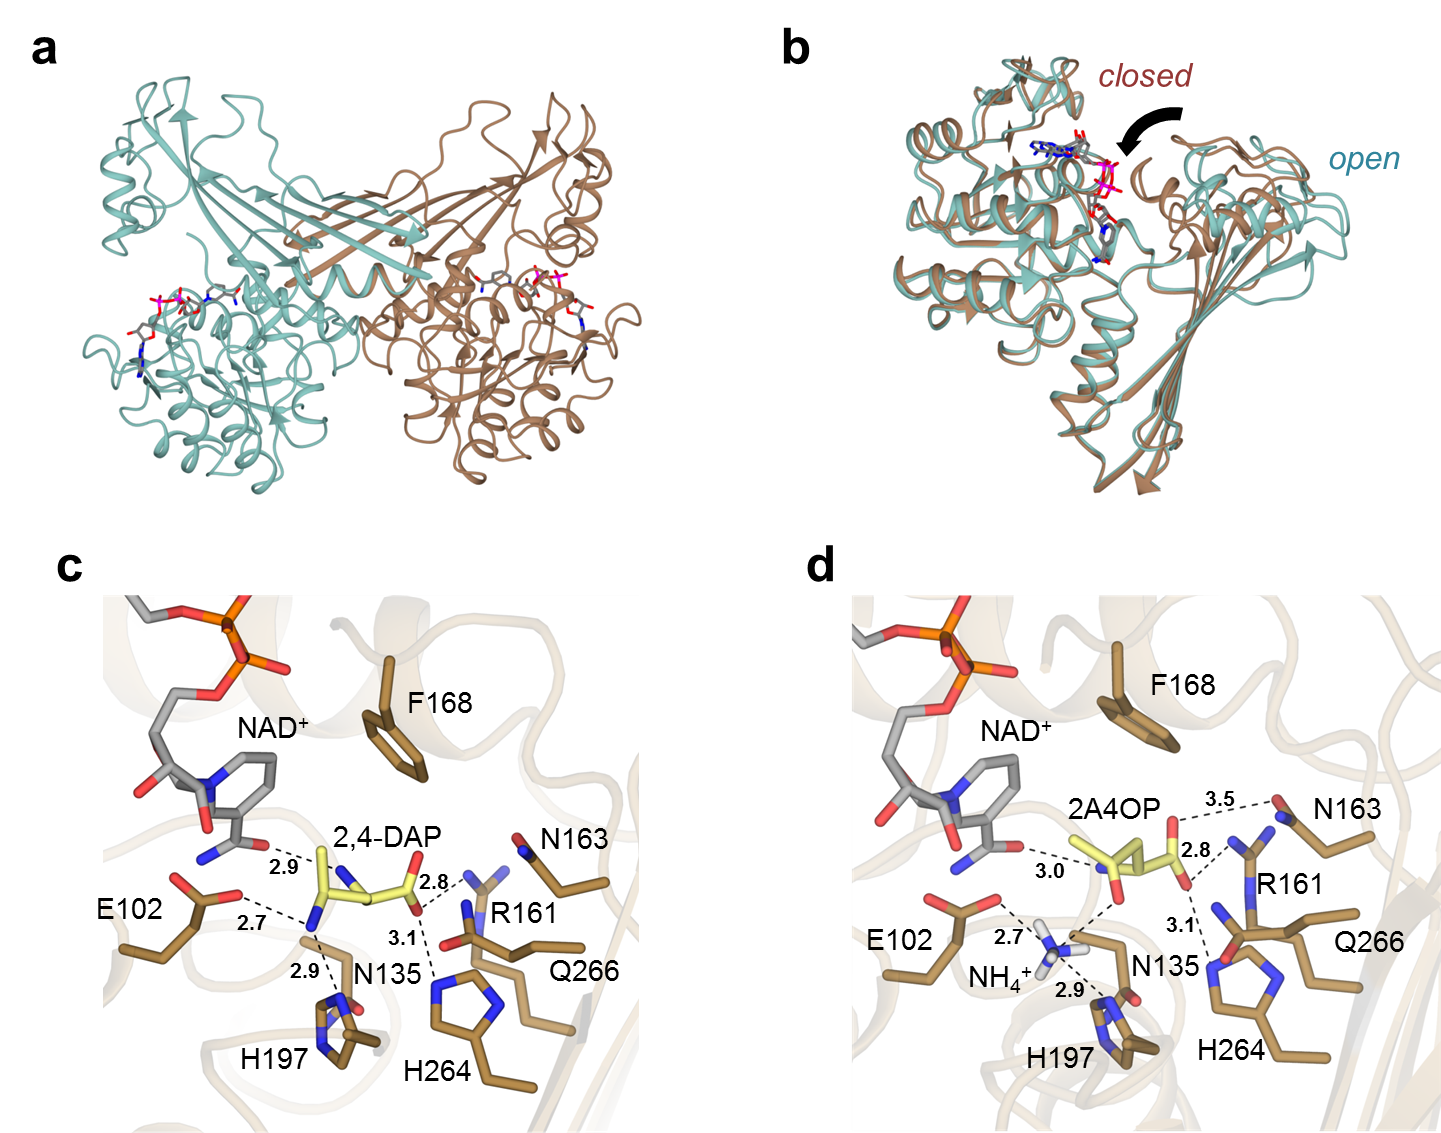 a
b
closed
open
c
d
F168
NAD+
2,4-DAP
N163
2.9
2.8
E102
R161
2.7
3.1
2.9
N135
Q266
H197
H264
F168
NAD+
3.5
2A4OP
N163
2.8
3.0
R161
E102
2.7
3.1
N135
Q266
NH4+
2.9
H197
H264